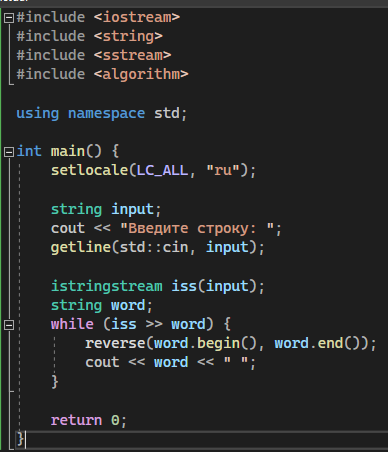 #include <iostream>
#include <string>
#include <sstream>
#include <algorithm>
using namespace std;
int main() {
setlocale(LC_ALL, "ru");
string input;
cout << "Введите строку: ";
getline(std::cin, input);
istringstream iss(input);
string word;
while (iss >> word) {
reverse(word.begin(), word.end());
cout << word << " ";
}
return 0;
}